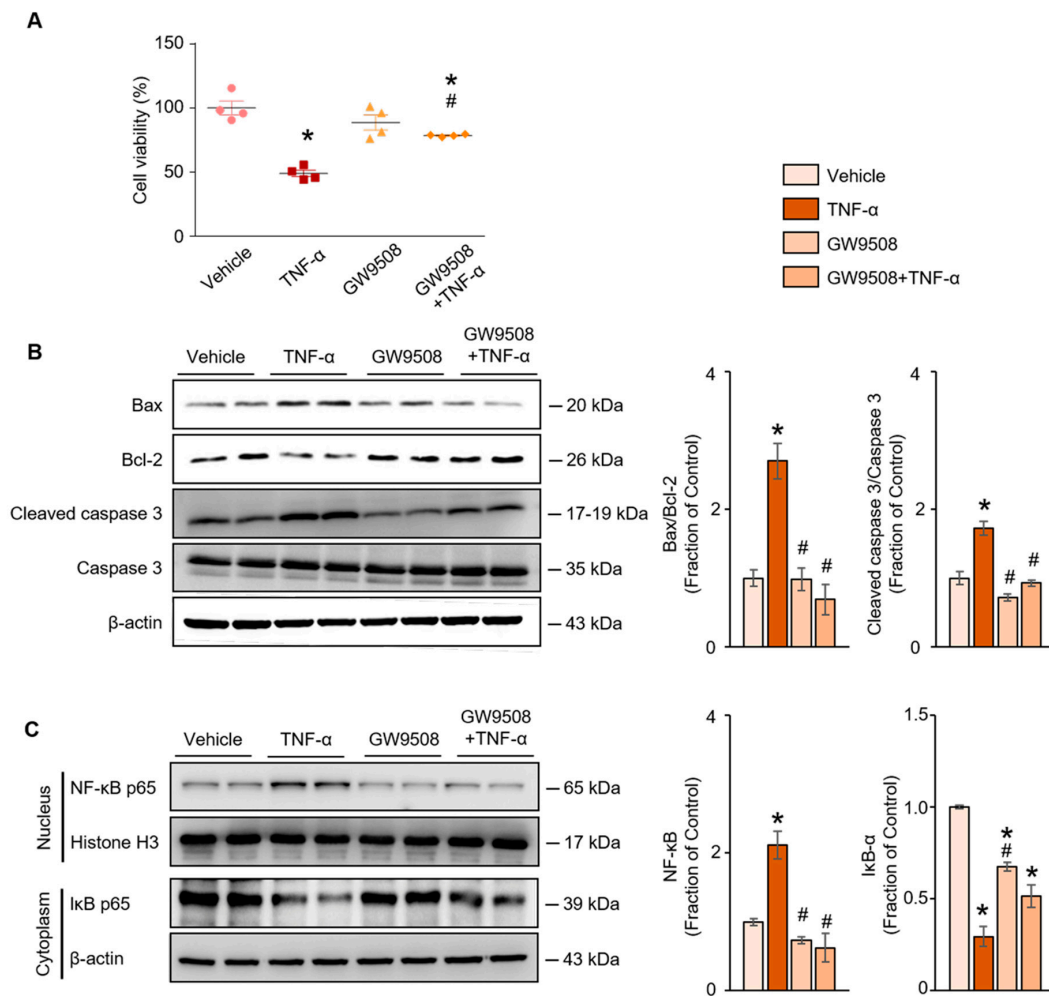 A
150
100
50
0
Cell viability (%)
*
*
#
Vehicle
TNF-α
GW9508
GW9508
+TNF-α
Vehicle
TNF-α
GW9508
GW9508+TNF-α
B
Vehicle
TNF-α
GW9508
GW9508
+TNF-α
Bax
20 kDa
Bcl-2
26 kDa
Cleaved caspase 3
17-19 kDa
Caspase 3
35 kDa
β-actin
43 kDa
Bax/Bcl-2
(Fraction of Control)
4
2
0
*
#
#
Cleaved caspase 3/Caspase 3
(Fraction of Control)
4
2
0
*
#
#
C
Vehicle
TNF-α
GW9508
GW9508
+TNF-α
Nucleus
NF-κB p65
65 kDa
Histone H3
17 kDa
Cytoplasm
IκB p65
39 kDa
β-actin
43 kDa
NF-κB
(Fraction of Control)
4
2
0
*
#
#
IκB-α
(Fraction of Control)
1.5
1.0
0.5
0
*
*
#
*